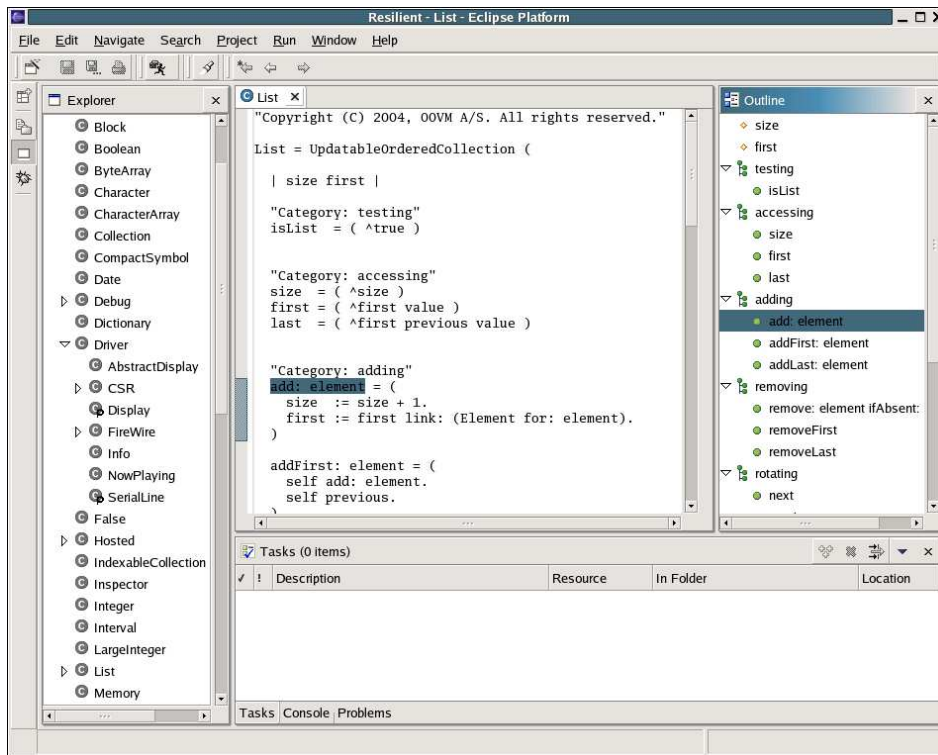 Resilient - List - Eclipse Platform
File Edit Navigate Search Project Run Window Help
Explorer
Block
Boolean
ByteArray
Character
CharacterArray
Collection
CompactSymbol
Date
Debug
Dictionary
Driver
AbstractDisplay
CSR
Display
FireWire
Info
NowPlaying
SerialLine
False
Hosted
IndexableCollection
Inspector
Integer
Interval
LargeInteger
List
Memory
List
"Copyright (C) 2004, OOVM A/S. All rights reserved."
List = UpdatableOrderedCollection (
| size first |
"Category: testing"
isList = ( ^true )
"Category: accessing"
size = ( ^size )
first = ( ^first value )
last = ( ^first previous value )
"Category: adding"
add: element = (
size := size + 1.
first := first link: (Element for: element).
)
addFirst: element = (
self add: element.
self previous.
)
Outline
size
first
testing
isList
accessing
size
first
last
adding
add: element
addFirst: element
addLast: element
removing
remove: element ifAbsent:
removeFirst
removeLast
rotating
next
Tasks (0 items)
✓ ! Description Resource In Folder Location
Tasks Console Problems